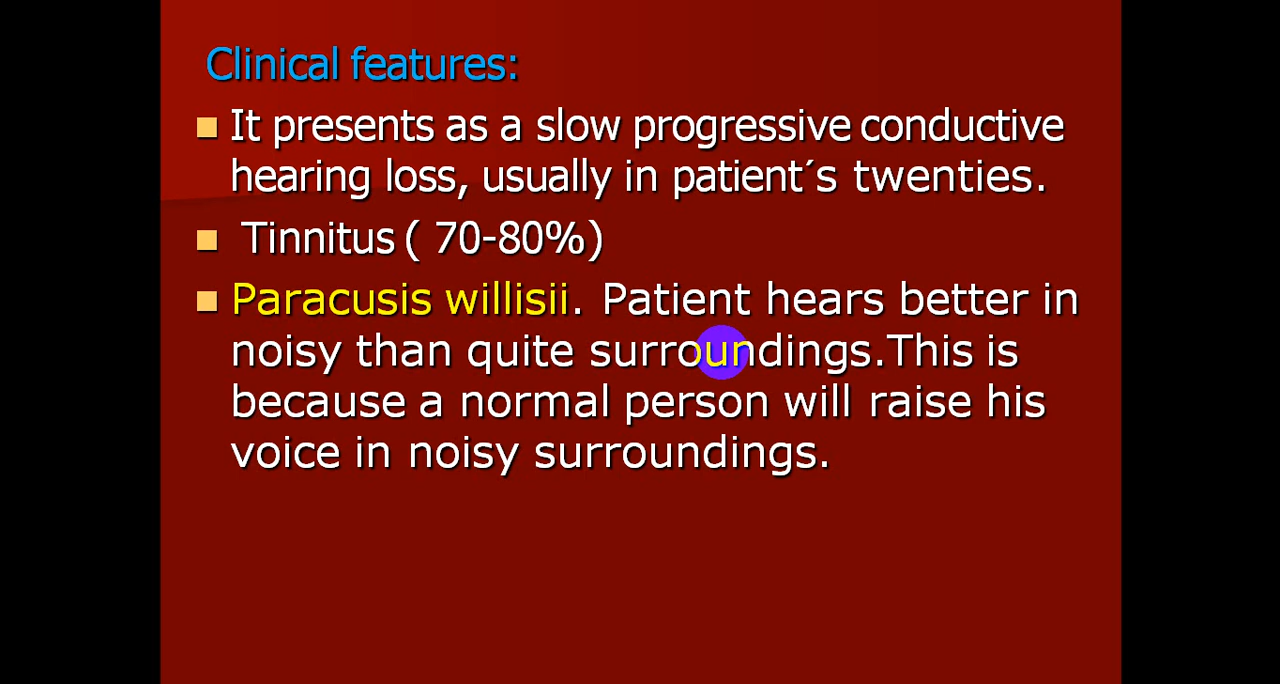 Clinical features:
It presents as a slow progressive conductive
hearing loss, usually in patient´s twenties.
Tinnitus ( 70-80%)
Paracusis willisii. Patient hears better in
noisy than quite surroundings.This is
because a normal person will raise his
voice in noisy surroundings.